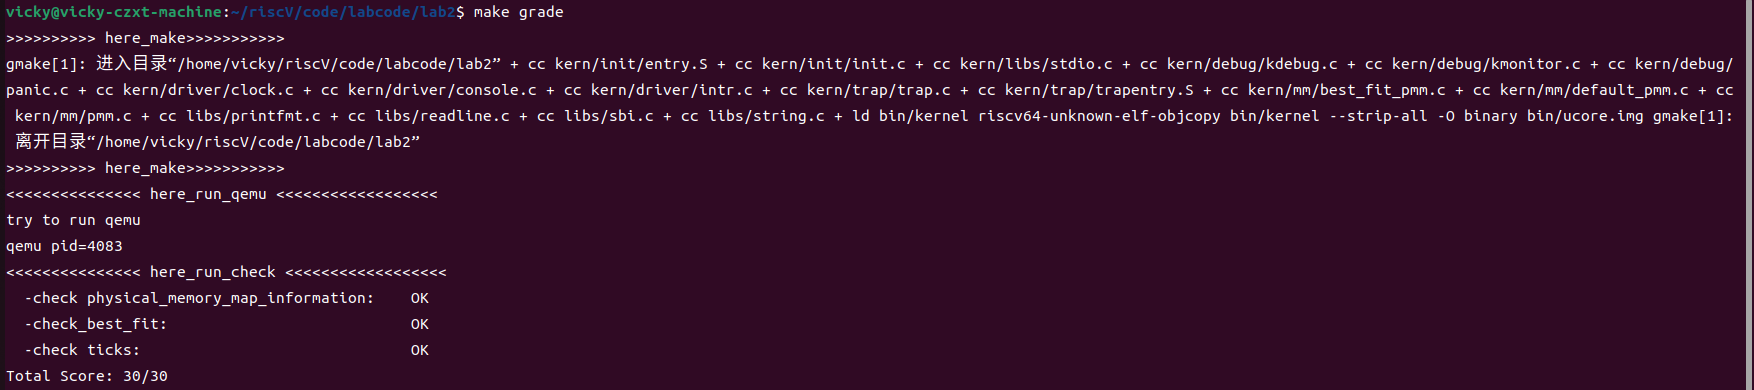 vicky@vicky-czxt-machine:~/riscV/code/labcode/lab2$ make grade
>>>>>>>>>> here_make>>>>>>>>>>>
gmake[1]: 进入目录“/home/vicky/riscV/code/labcode/lab2” + cc kern/init/entry.S + cc kern/init/init.c + cc kern/libs/stdio.c + cc kern/debug/kdebug.c + cc kern/debug/kmonitor.c + cc kern/debug/
panic.c + cc kern/driver/clock.c + cc kern/driver/console.c + cc kern/driver/intr.c + cc kern/trap/trap.c + cc kern/trap/trapentry.S + cc kern/mm/best_fit_pmm.c + cc kern/mm/default_pmm.c + cc
 kern/mm/pmm.c + cc libs/printfmt.c + cc libs/readline.c + cc libs/sbi.c + cc libs/string.c + ld bin/kernel riscv64-unknown-elf-objcopy bin/kernel --strip-all -O binary bin/ucore.img gmake[1]:
 离开目录“/home/vicky/riscV/code/labcode/lab2”
>>>>>>>>>> here_make>>>>>>>>>>>
<<<<<<<<<<<<<<< here_run_qemu <<<<<<<<<<<<<<<<<<
try to run qemu
qemu pid=4083
<<<<<<<<<<<<<<< here_run_check <<<<<<<<<<<<<<<<<<
  -check physical_memory_map_information:    OK
  -check_best_fit:                           OK
  -check ticks:                              OK
Total Score: 30/30